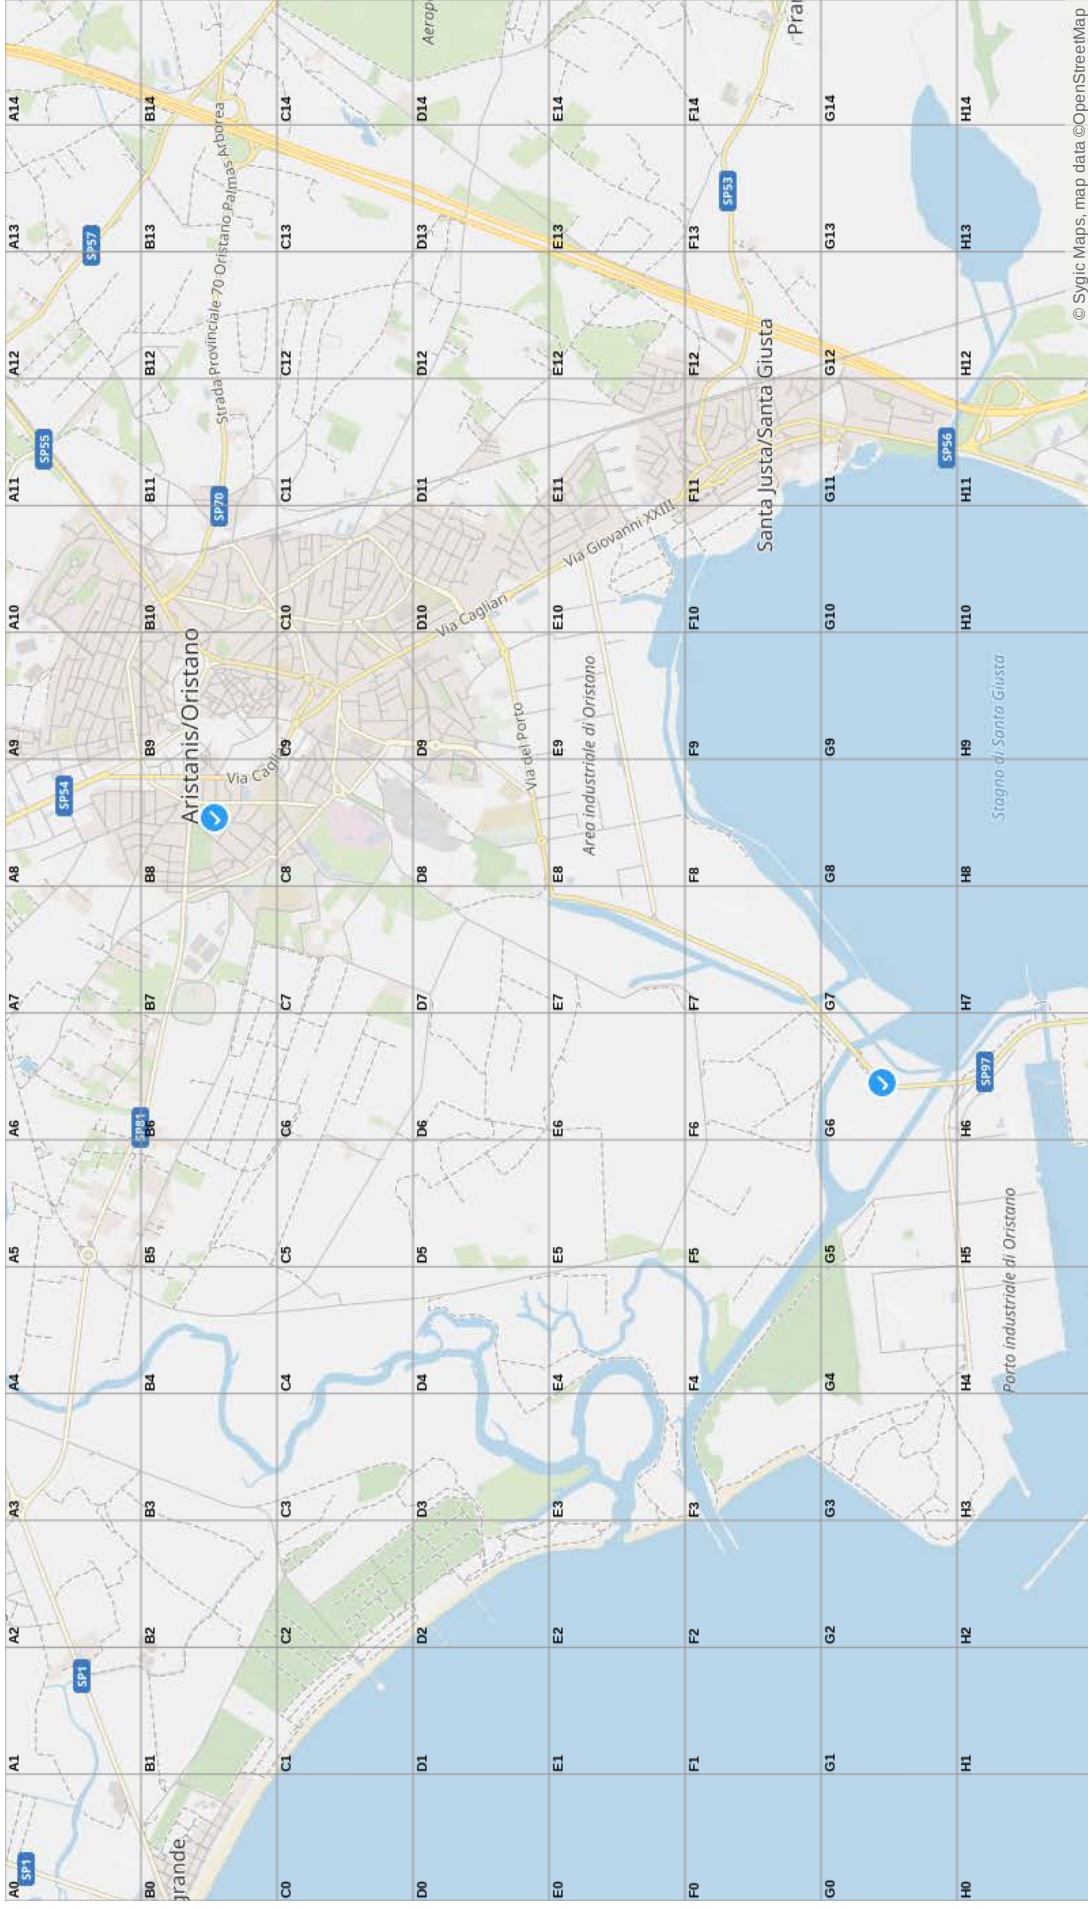 A0
A1
A2
A3
A4
A5
A6
A7
A8
A9
A10
A11
A12
A13
A14
SP1
SP1
SP54
SP55
SP57
B0
B1
B2
B3
B4
B5
B6
B7
B8
B9
B10
B11
B12
B13
B14
grande
SP81
Aristanis/Oristano
Via Cagliari
SP70
Strada Provinciale 70 Oristano Palmas Arborea
C0
C1
C2
C3
C4
C5
C6
C7
C8
C9
C10
C11
C12
C13
C14
D0
D1
D2
D3
D4
D5
D6
D7
D8
D9
D10
D11
D12
D13
D14
Aerop
Via Cagliari
Via del Porto
E0
E1
E2
E3
E4
E5
E6
E7
E8
E9
E10
E11
E12
E13
E14
Area industriale di Oristano
Via Giovanni XXIII
F0
F1
F2
F3
F4
F5
F6
F7
F8
F9
F10
F11
F12
F13
F14
SP53
Santa Justa/Santa Giusta
Prar
G0
G1
G2
G3
G4
G5
G6
G7
G8
G9
G10
G11
G12
G13
G14
SP56
H0
H1
H2
H3
H4
H5
H6
H7
H8
H9
H10
H11
H12
H13
H14
SP97
Porto industriale di Oristano
Stagno di Santa Giusta
© Sygic Maps, map data ©OpenStreetMap